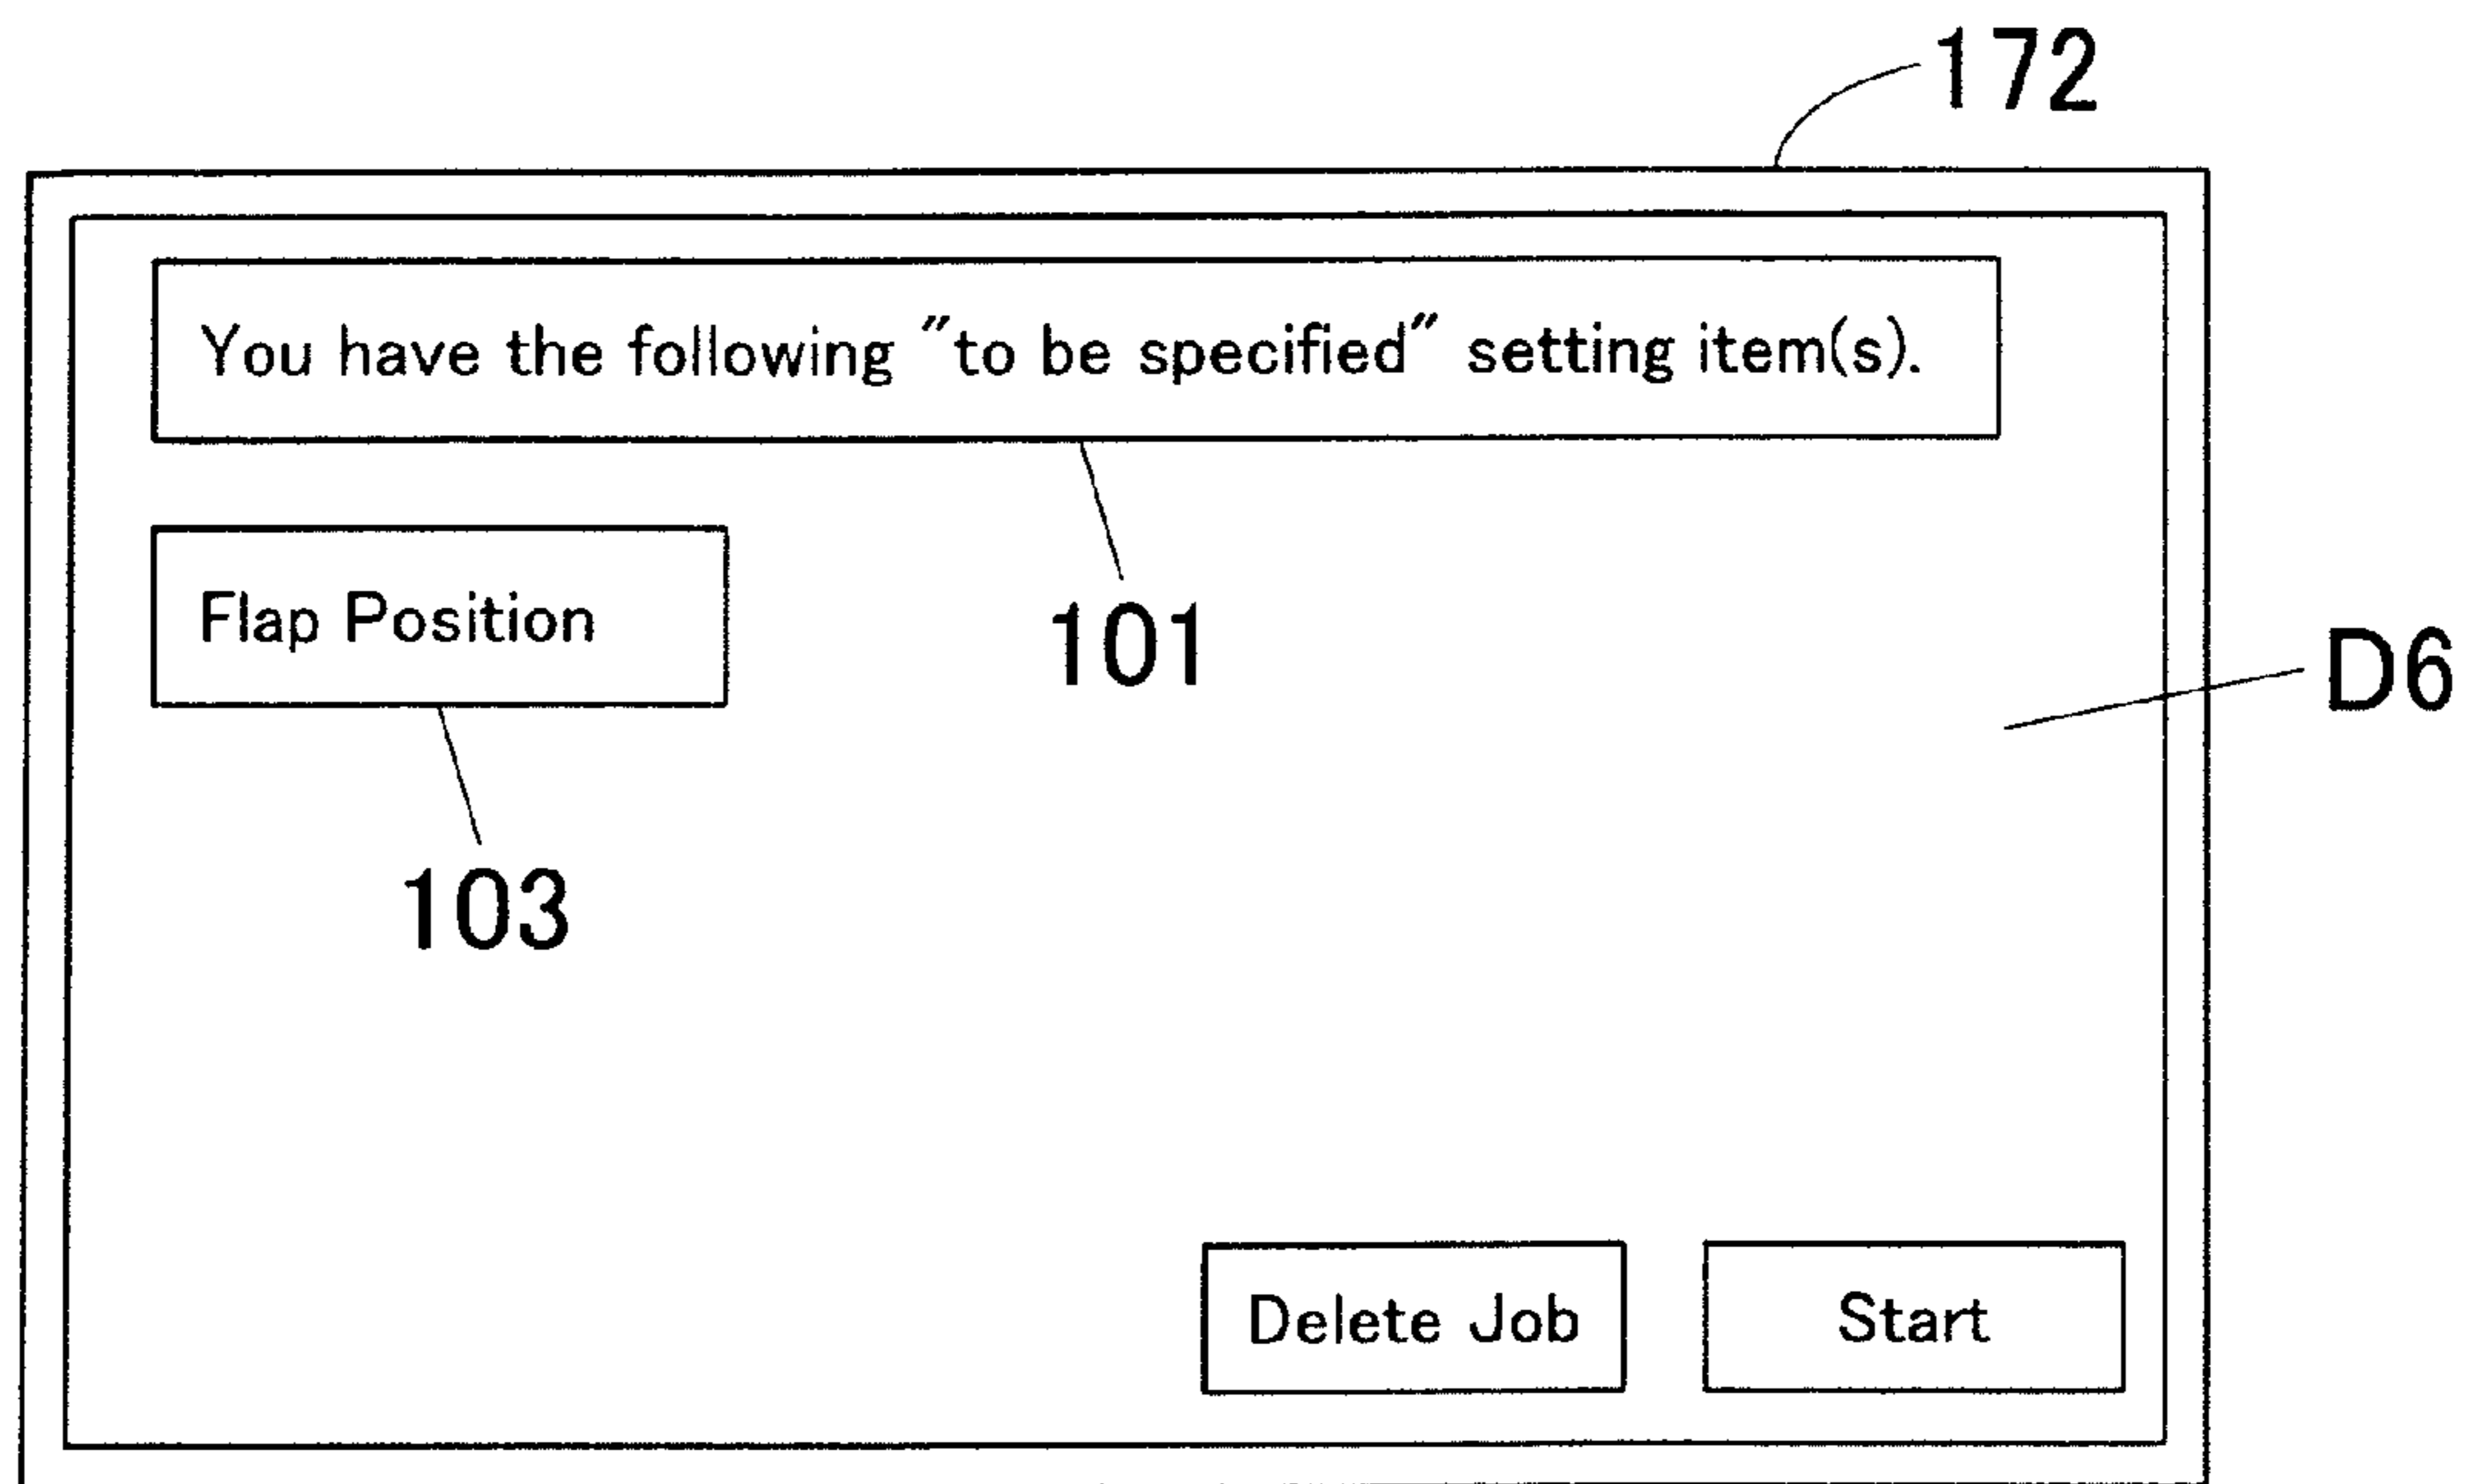 172
You have the following "to be specified" setting item(s).
Flap Position
101
D6
103
Delete Job
Start